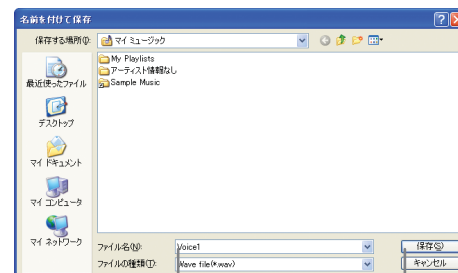 名前を付けて保存
保存する場所(I):
マイ ミュージック
My Playlists
アーティスト情報なし
Sample Music
最近使ったファイル
デスクトップ
マイ ドキュメント
マイ コンピュータ
マイ ネットワーク
ファイル名(N):
Voice1
保存(S)
ファイルの種類(T):
Wave file(*.wav)
キャンセル